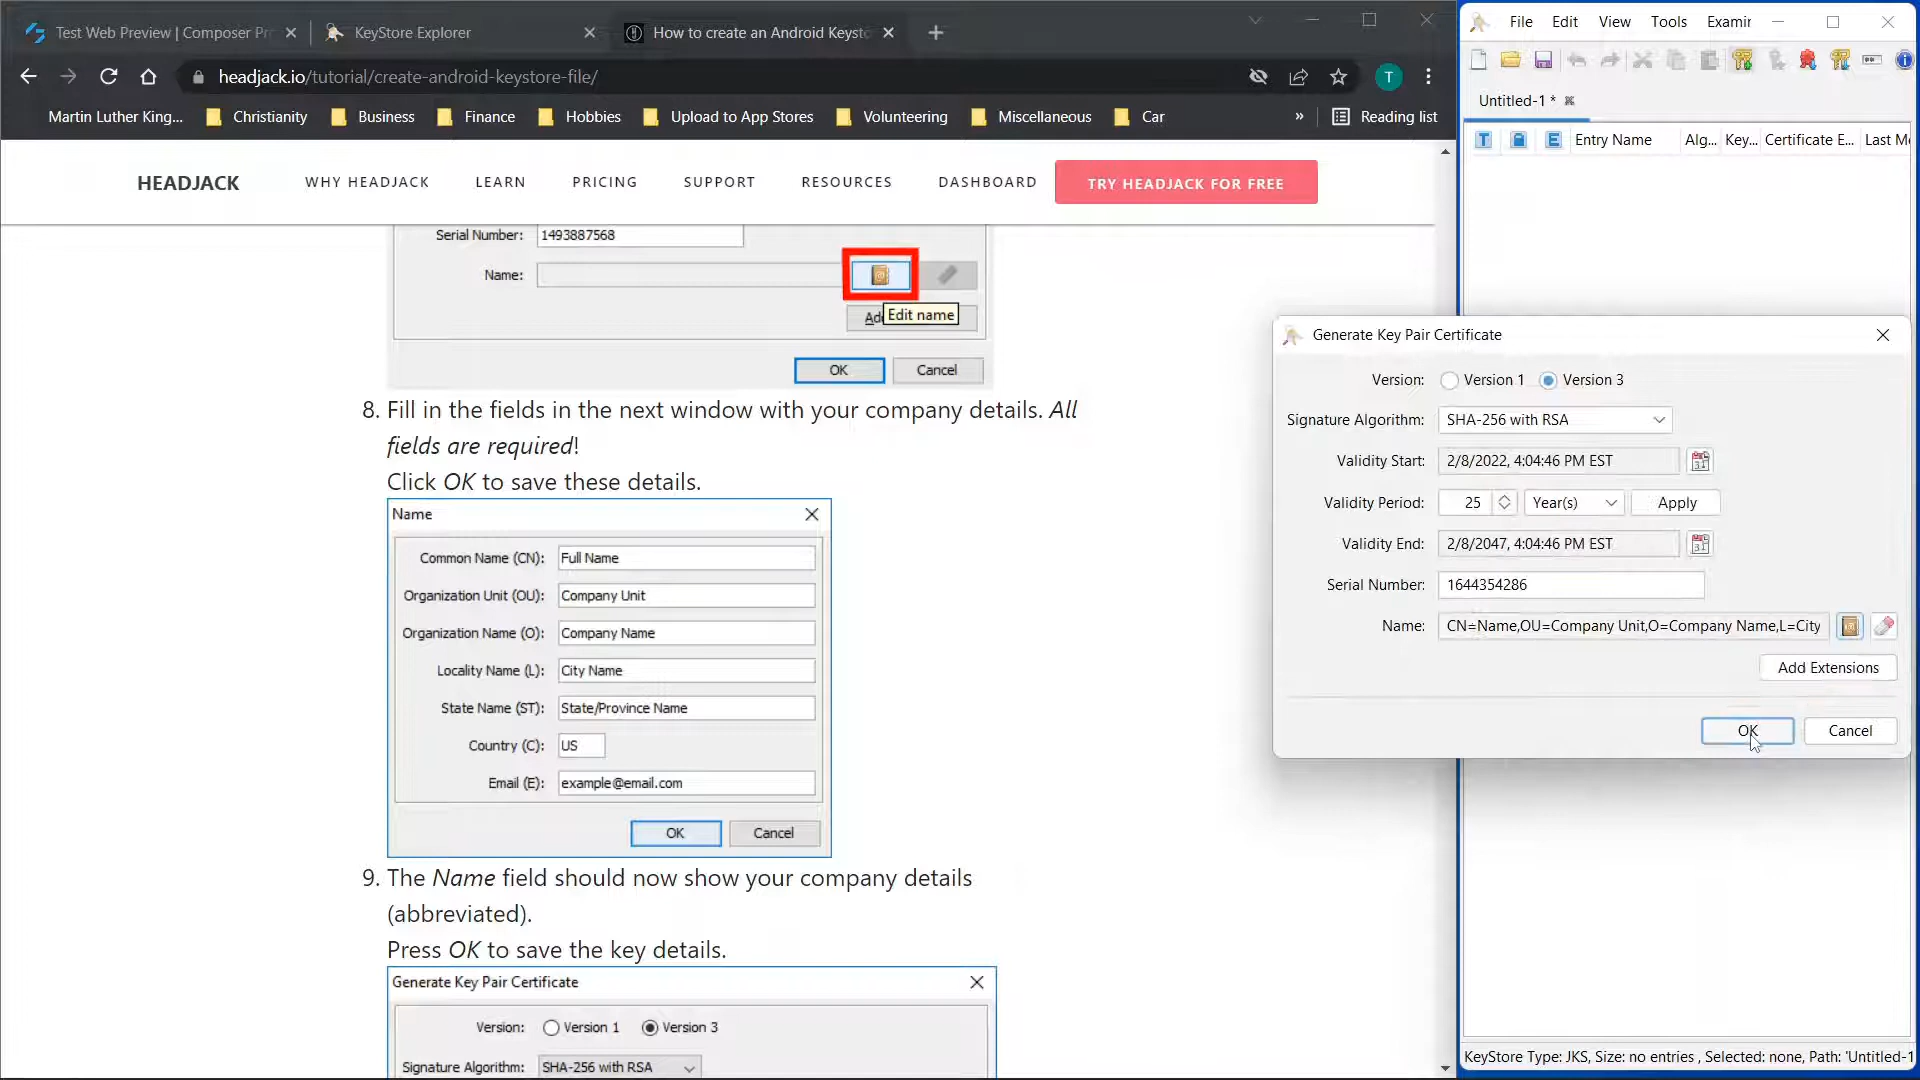 Test Web Preview | Composer Pr
KeyStore Explorer
How to create an Android Keysto
headjack.io/tutorial/create-android-keystore-file/
T
Martin Luther King...
Christianity
Business
Finance
Hobbies
Upload to App Stores
Volunteering
Miscellaneous
Car
»
Reading list
HEADJACK
WHY HEADJACK
LEARN
PRICING
SUPPORT
RESOURCES
DASHBOARD
TRY HEADJACK FOR FREE
Serial Number: 1493887568
Name:
Ad
Edit name
OK
Cancel
8. Fill in the fields in the next window with your company details. All
fields are required!
Click OK to save these details.
Name
Common Name (CN): Full Name
Organization Unit (OU): Company Unit
Organization Name (O): Company Name
Locality Name (L): City Name
State Name (ST): State/Province Name
Country (C): US
Email (E): example@email.com
OK
Cancel
9. The Name field should now show your company details
(abbreviated).
Press OK to save the key details.
Generate Key Pair Certificate
Version: Version 1 Version 3
Signature Algorithm: SHA-256 with RSA
File Edit View Tools Examin
Untitled-1 *
T E Entry Name Alg... Key... Certificate E... Last Mo
Generate Key Pair Certificate
Version: Version 1 Version 3
Signature Algorithm: SHA-256 with RSA
Validity Start: 2/8/2022, 4:04:46 PM EST
31
Validity Period: 25 Year(s) Apply
Validity End: 2/8/2047, 4:04:46 PM EST
31
Serial Number: 1644354286
Name: CN=Name,OU=Company Unit,O=Company Name,L=City
Add Extensions
OK
Cancel
KeyStore Type: JKS, Size: no entries , Selected: none, Path: 'Untitled-1